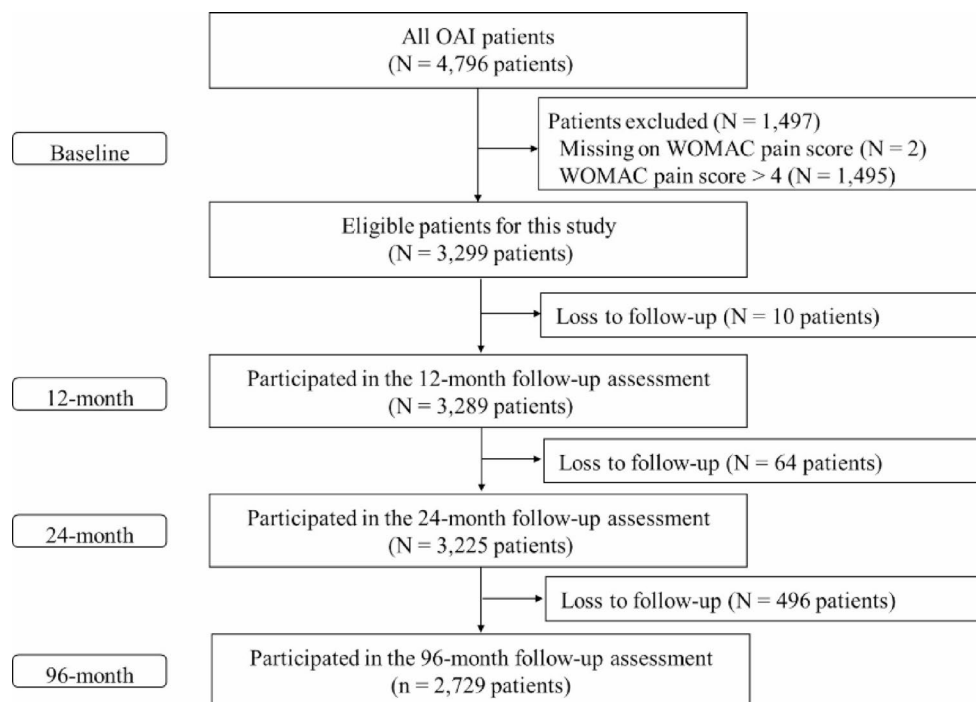 All OAI patients
(N = 4,796 patients)
Baseline
Patients excluded (N = 1,497)
Missing on WOMAC pain score (N = 2)
WOMAC pain score > 4 (N = 1,495)
Eligible patients for this study
(N = 3,299 patients)
Loss to follow-up (N = 10 patients)
12-month
Participated in the 12-month follow-up assessment
(N = 3,289 patients)
Loss to follow-up (N = 64 patients)
24-month
Participated in the 24-month follow-up assessment
(N = 3,225 patients)
Loss to follow-up (N = 496 patients)
96-month
Participated in the 96-month follow-up assessment
(n = 2,729 patients)